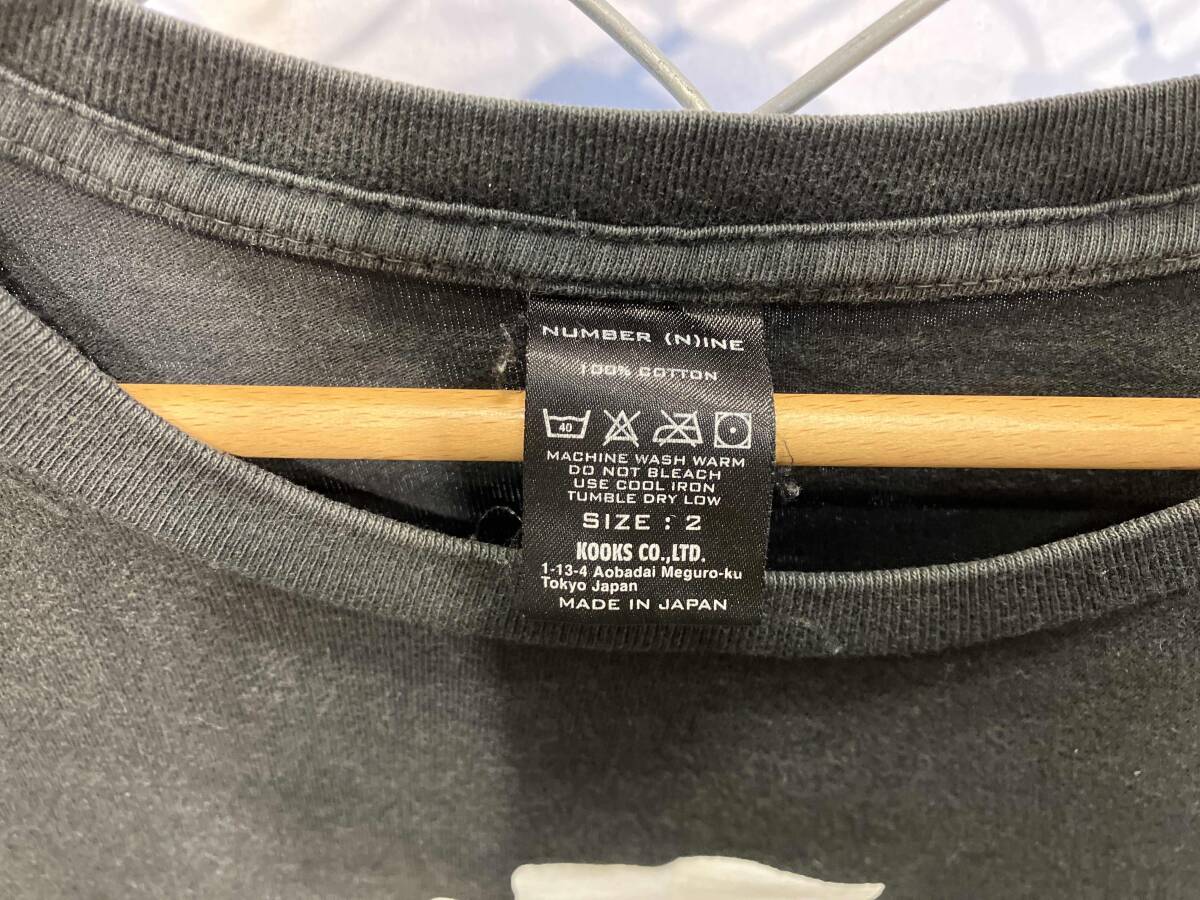 NUMBER (N)INE
100% COTTON
40
MACHINE WASH WARM
DO NOT BLEACH
USE COOL IRON
TUMBLE DRY LOW
SIZE : 2
KOOKS CO.,LTD.
1-13-4 Aobadai Meguro-ku
Tokyo Japan
MADE IN JAPAN